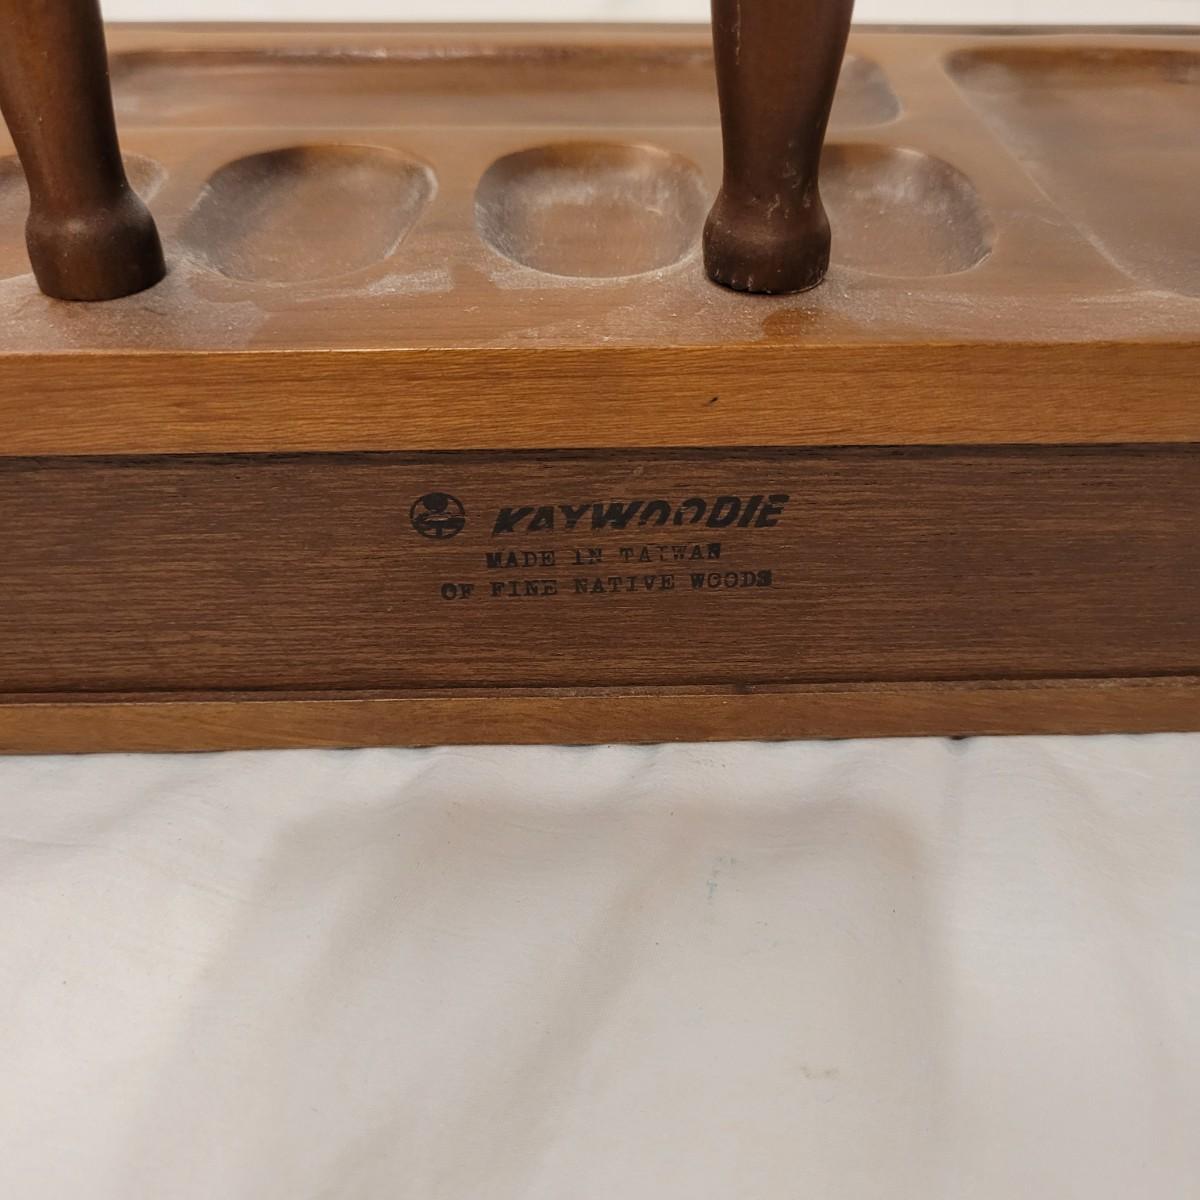 KAYWOODIE
MADE IN TAIWAN
OF FINE NATIVE WOODS